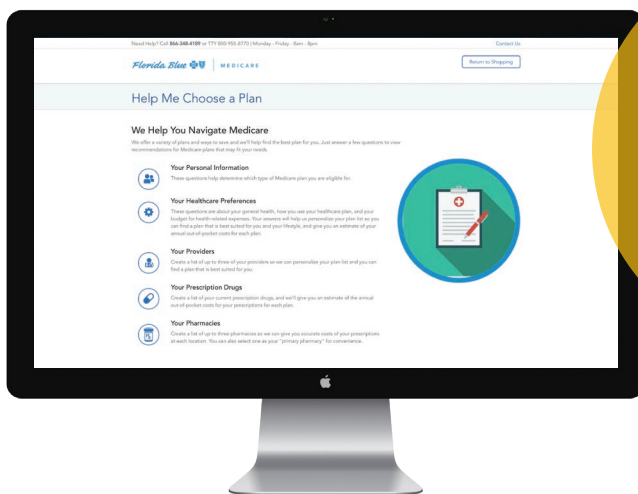 Need Help? Call 866-348-4189 or TTY 800-955-8770 | Monday - Friday - 8am - 8pm
Contact Us
Florida Blue MEDICARE
Return to Shopping
Help Me Choose a Plan
We Help You Navigate Medicare
We offer a variety of plans and ways to save and we'll help find the best plan for you. Just answer a few questions to view
recommendations for Medicare plans that may fit your needs.
Your Personal Information
These questions help determine which type of Medicare plan you are eligible for.
Your Healthcare Preferences
These questions are about your general health, how you use your healthcare plan, and your
budget for health-related expenses. Your answers will help us personalize your plan list so you
can find a plan that is best suited for you and your lifestyle, and give you an estimate of your
annual out-of-pocket costs for each plan.
Your Providers
Create a list of up to three of your providers so we can personalize your plan list and you can
find a plan that is best suited for you.
Your Prescription Drugs
Create a list of your current prescription drugs, and we'll give you an estimate of the annual
out-of-pocket costs for your prescriptions for each plan.
Your Pharmacies
Create a list of up to three pharmacies so we can give you accurate costs of your prescriptions
at each location. You can also select one as your "primary pharmacy" for convenience.